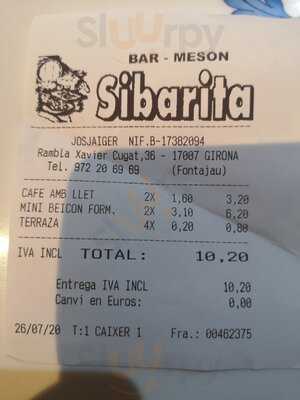 Sluurpy
BAR - MESON
Sibarita
JOSJAIGER NIF.B-17382094
Rambla Xavier Cugat,36 - 17007 GIRONA
Tel. 972 20 69 69 (Fontajau)
CAFE AMB LLET 2X 1,60 3,20
MINI BEICON FORM. 2X 3,10 6,20
TERRAZA 4X 0,20 0,80
IVA INCL TOTAL: 10,20
Entrega IVA INCL 10,20
Canvi en Euros: 0,00
26/07/20 T:1 CAIXER 1 Fra.: 00462375